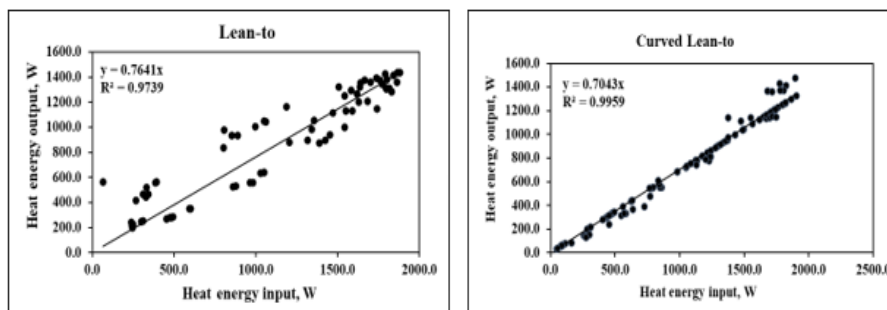 Lean-to
y = 0.7641x
R² = 0.9739
Heat energy output, W
1600.0
1400.0
1200.0
1000.0
800.0
600.0
400.0
200.0
0.0
0.0 500.0 1000.0 1500.0 2000.0
Heat energy input, W
Curved Lean-to
y = 0.7043x
R² = 0.9959
Heat energy output, W
1600.0
1400.0
1200.0
1000.0
800.0
600.0
400.0
200.0
0.0
0.0 500.0 1000.0 1500.0 2000.0 2500.0
Heat energy input, W